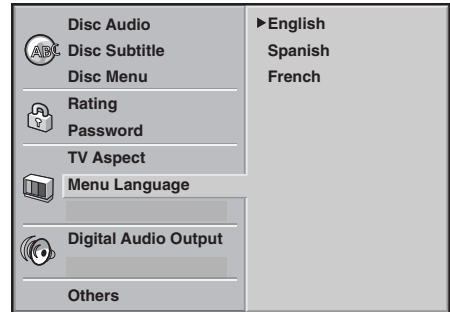 Disc Audio
ABC
Disc Subtitle
Disc Menu
Rating
Password
TV Aspect
Menu Language
Digital Audio Output
Others
English
Spanish
French